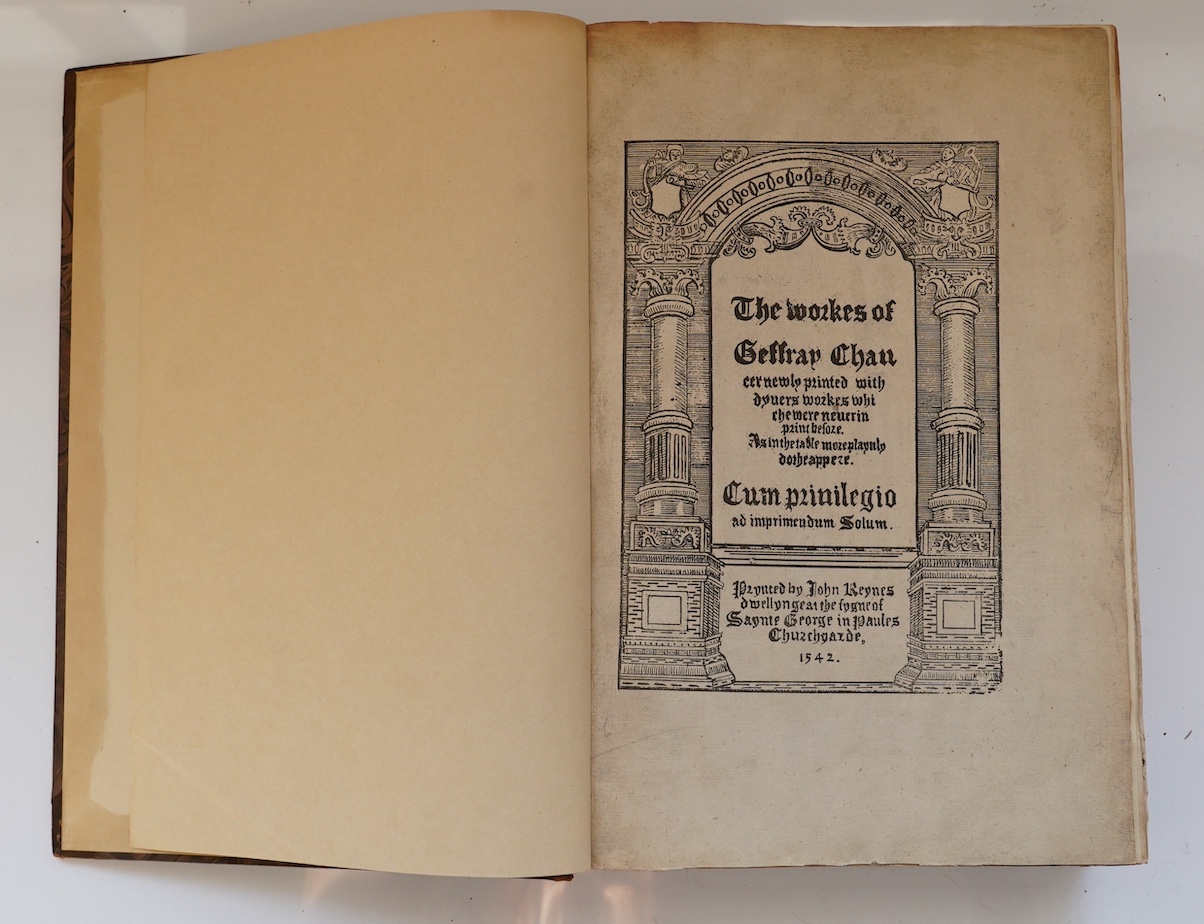 The workes of
Geffray Chau
cer newly printed with
dyuers workes whi
che were neuer in
print before.
As in the table more playnly
dothe appere.
Cum priuilegio
ad imprimendum Solum.
Prynted by John Reynes
dwellynge at the sygne of
Saynte George in Paules
Churchyarde,
1542.